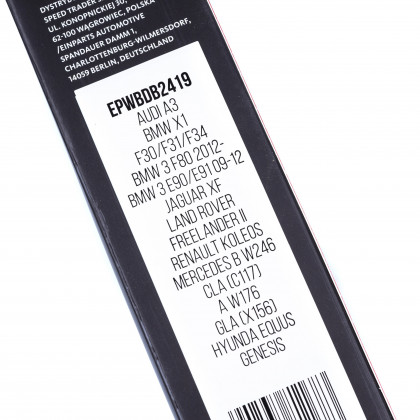 DYSTRYBU
SPEED TRADER S
UL. KONOPNICKIEJ 30,
62-100 WĄGROWIEC, POLSKA
/EINPARTS AUTOMOTIVE
SPANDAUER DAMM 1,
CHARLOTTENBURG-WILMERSDORF,
14059 BERLIN, DEUTSCHLAND
EPWBDB2419
AUDI A3
BMW X1
F30/F31/F34
BMW 3 F80 2012-
BMW 3 E90/E91 09-12
JAGUAR XF
LAND ROVER
FREELANDER II
RENAULT KOLEOS
MERCEDES B W246
CLA (C117)
A W176
GLA (X156)
HYUNDA EQUUS
GENESIS